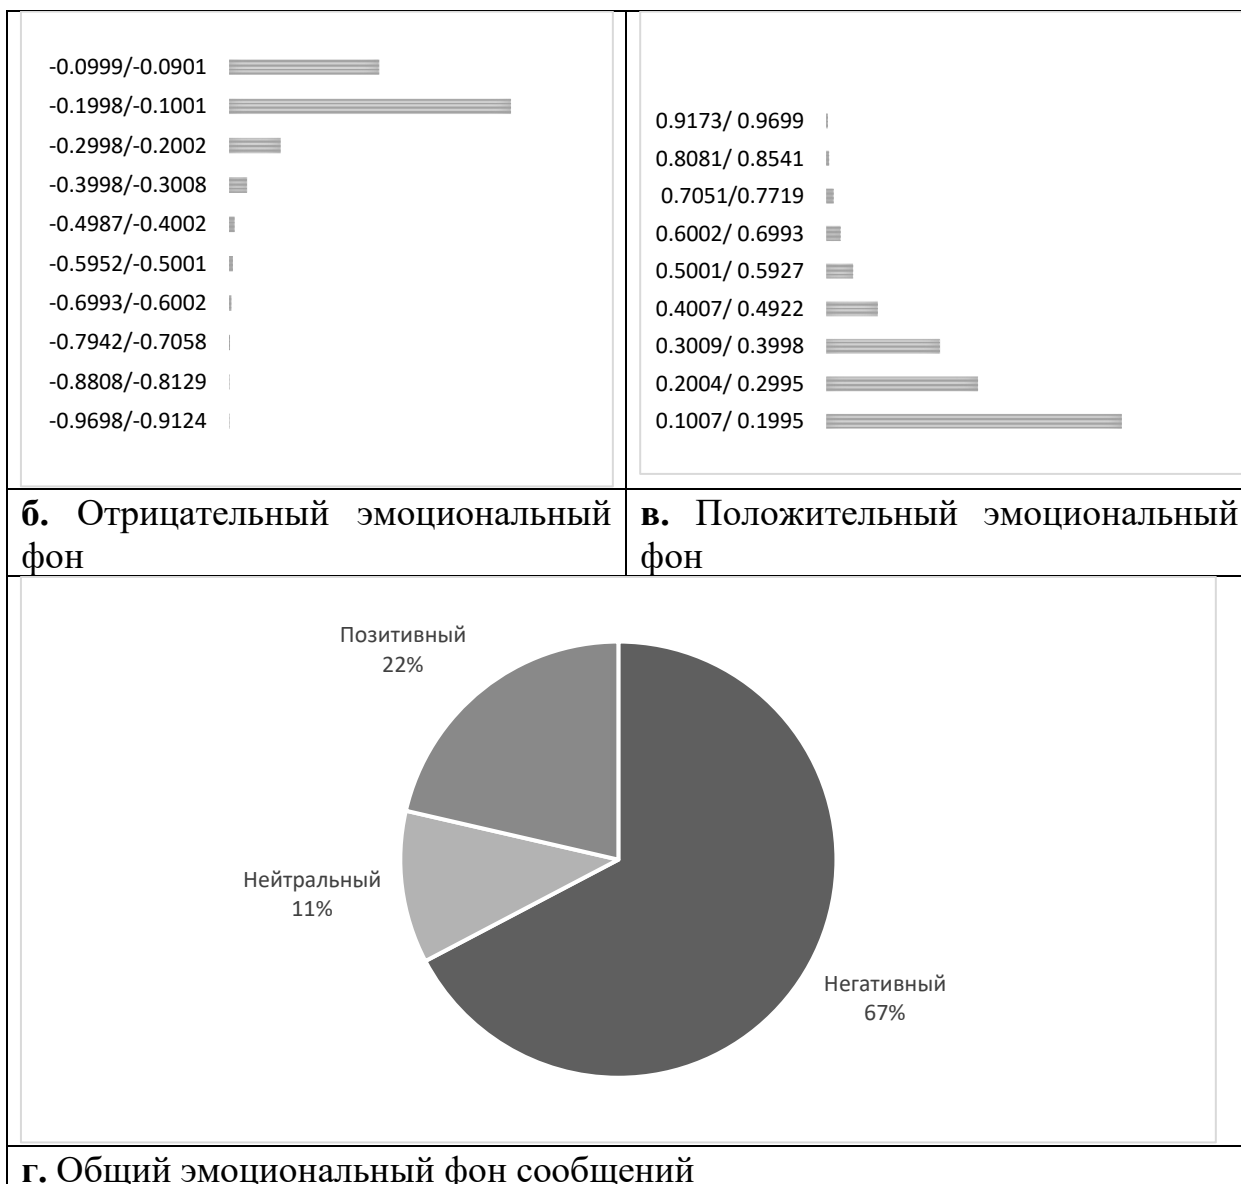 -0.0999/-0.0901
-0.1998/-0.1001
-0.2998/-0.2002
-0.3998/-0.3008
-0.4987/-0.4002
-0.5952/-0.5001
-0.6993/-0.6002
-0.7942/-0.7058
-0.8808/-0.8129
-0.9698/-0.9124
0.9173/ 0.9699
0.8081/ 0.8541
0.7051/0.7719
0.6002/ 0.6993
0.5001/ 0.5927
0.4007/ 0.4922
0.3009/ 0.3998
0.2004/ 0.2995
0.1007/ 0.1995
б. Отрицательный эмоциональный
фон
в. Положительный эмоциональный
фон
Позитивный
22%
Нейтральный
11%
Негативный
67%
г. Общий эмоциональный фон сообщений